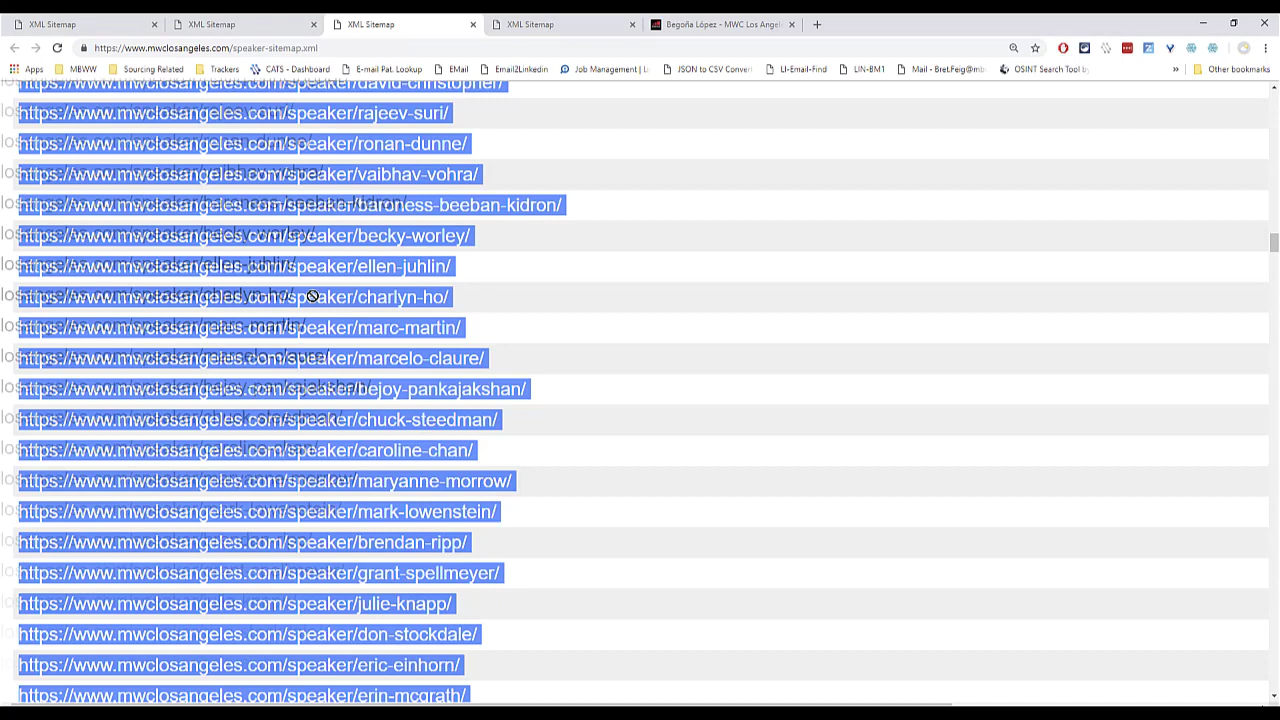 XML Sitemap
XML Sitemap
XML Sitemap
XML Sitemap
Begoña López - MWC Los Angel
https://www.mwclosangeles.com/speaker-sitemap.xml
Apps
MBWW
Sourcing Related
Trackers
CATS - Dashboard
E-mail Pat. Lookup
EMail
Email2Linkedin
Job Management | L
JSON to CSV Conver
LI-Email-Find
LIN-BM1
Mail - Bret.Feig@mb
OSINT Search Tool by
»
Other bookmarks
https://www.mwclosangeles.com/speaker/david-christopher/
https://www.mwclosangeles.com/speaker/rajeev-suri/
https://www.mwclosangeles.com/speaker/ronan-dunne/
https://www.mwclosangeles.com/speaker/vaibhav-vohra/
https://www.mwclosangeles.com/speaker/baroness-beeban-kidron/
https://www.mwclosangeles.com/speaker/becky-worley/
https://www.mwclosangeles.com/speaker/ellen-juhlin/
https://www.mwclosangeles.com/speaker/charlyn-ho/
https://www.mwclosangeles.com/speaker/marc-martin/
https://www.mwclosangeles.com/speaker/marcelo-claure/
https://www.mwclosangeles.com/speaker/bejoy-pankajakshan/
https://www.mwclosangeles.com/speaker/chuck-steedman/
https://www.mwclosangeles.com/speaker/caroline-chan/
https://www.mwclosangeles.com/speaker/maryanne-morrow/
https://www.mwclosangeles.com/speaker/mark-lowenstein/
https://www.mwclosangeles.com/speaker/brendan-ripp/
https://www.mwclosangeles.com/speaker/grant-spellmeyer/
https://www.mwclosangeles.com/speaker/julie-knapp/
https://www.mwclosangeles.com/speaker/don-stockdale/
https://www.mwclosangeles.com/speaker/eric-einhorn/
https://www.mwclosangeles.com/speaker/erin-mcgrath/